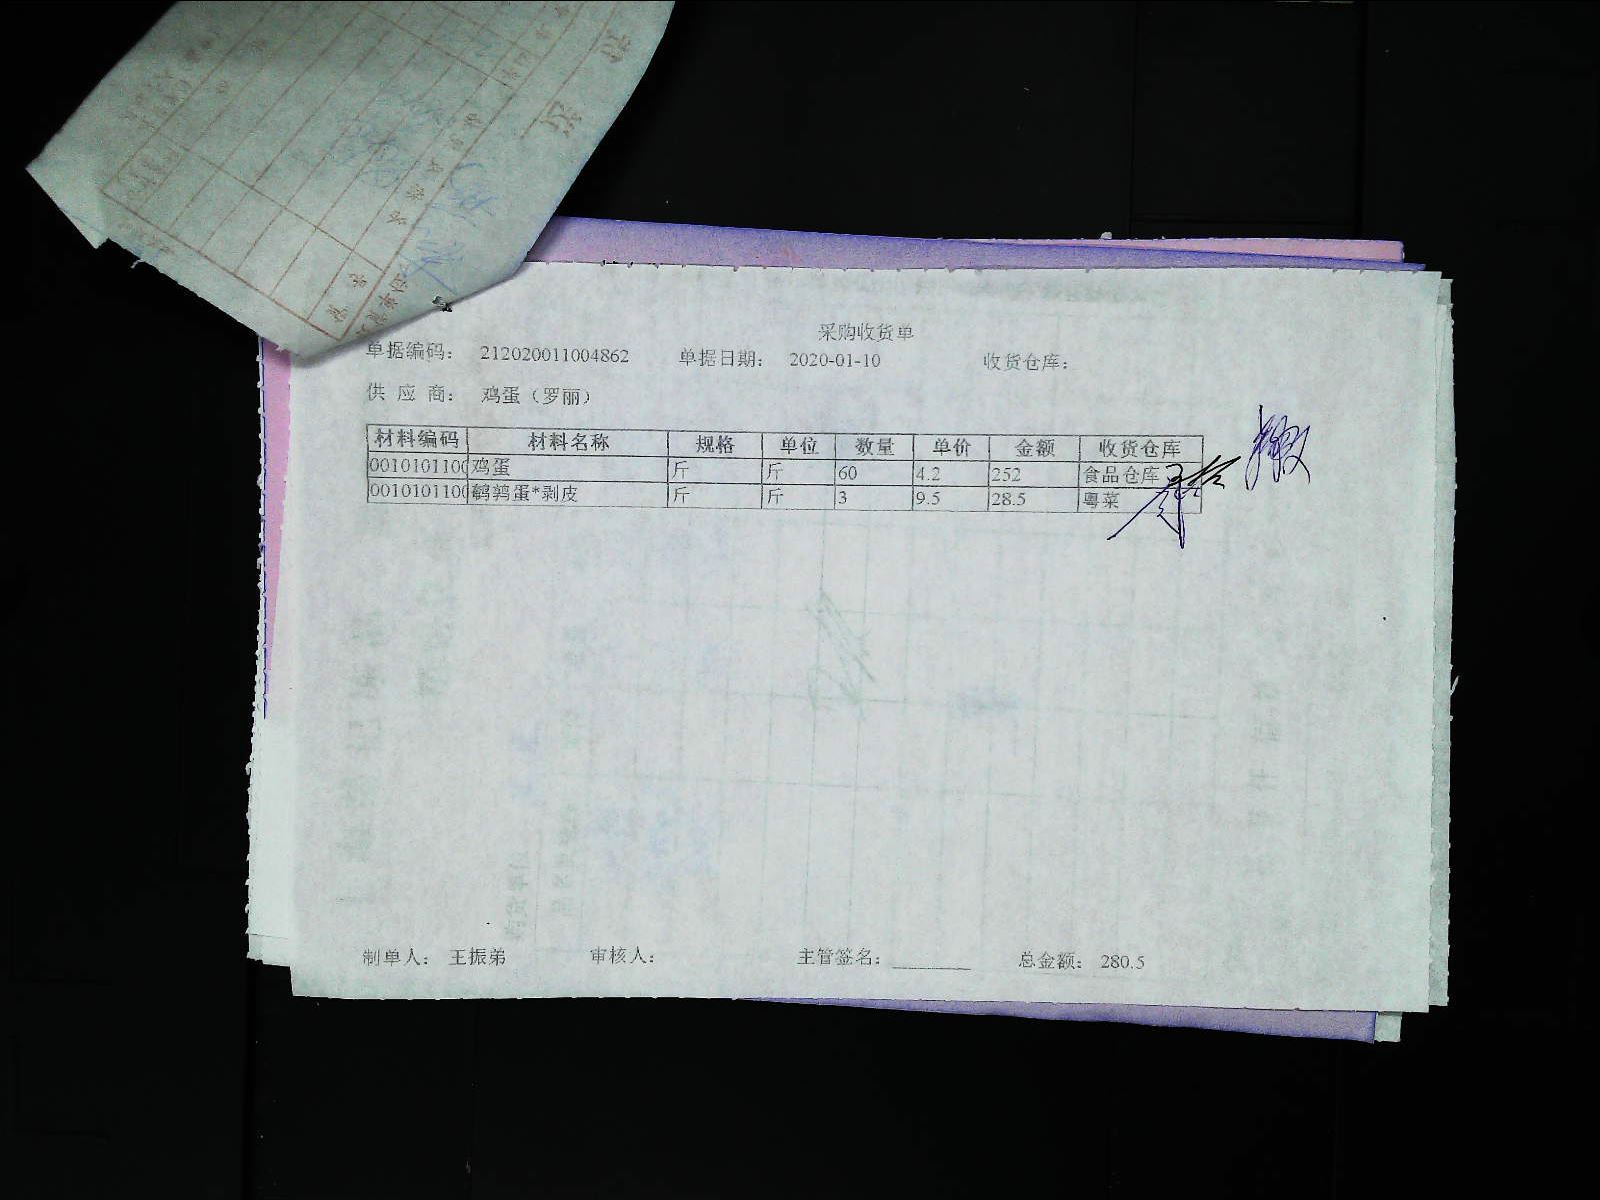 采购收货单
单据编码： 212020011004862 单据日期： 2020-01-10 收货仓库：
供 应 商： 鸡蛋（罗丽）
材料编码 材料名称 规格 单位 数量 单价 金额 收货仓库
0010101100 鸡蛋 斤 斤 60 4.2 252 食品仓库
0010101100 鹌鹑蛋*剥皮 斤 斤 3 9.5 28.5 粤菜
制单人： 王振弟 审核人： 主管签名： 总金额： 280.5